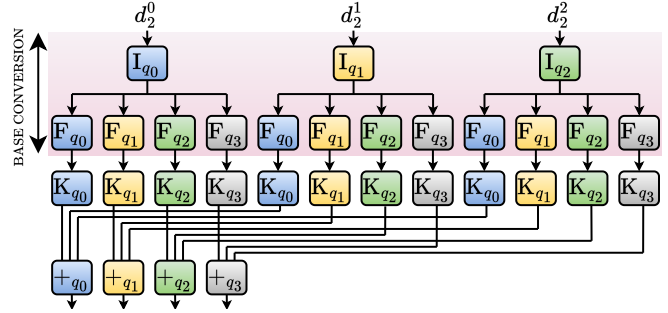 d_2^0 d_2^1 d_2^2
BASE CONVERSION
I_{q_0} I_{q_1} I_{q_2}
F_{q_0} F_{q_1} F_{q_2} F_{q_3} F_{q_0} F_{q_1} F_{q_2} F_{q_3} F_{q_0} F_{q_1} F_{q_2} F_{q_3}
K_{q_0} K_{q_1} K_{q_2} K_{q_3} K_{q_0} K_{q_1} K_{q_2} K_{q_3} K_{q_0} K_{q_1} K_{q_2} K_{q_3}
+_{q_0} +_{q_1} +_{q_2} +_{q_3}